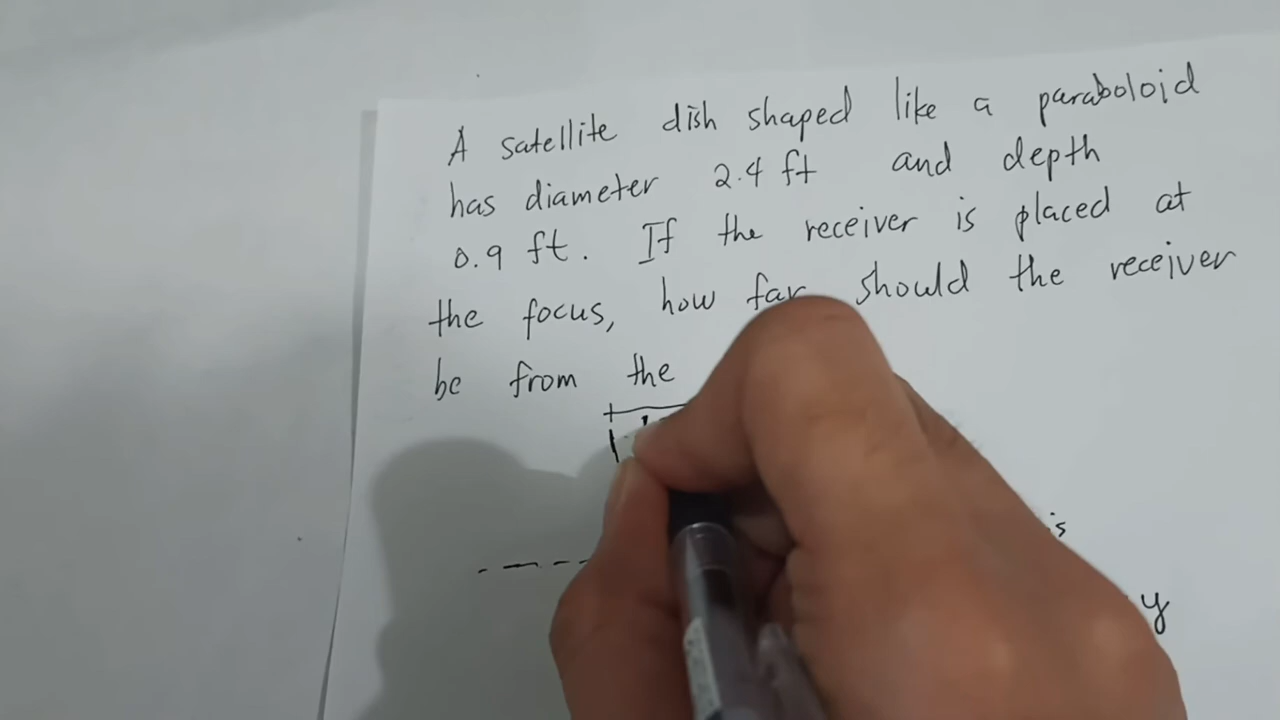 A satellite dish shaped like a paraboloid
has diameter 2.4 ft and depth
0.9 ft. If the receiver is placed at
the focus, how far should the receiver
be from the
is
y